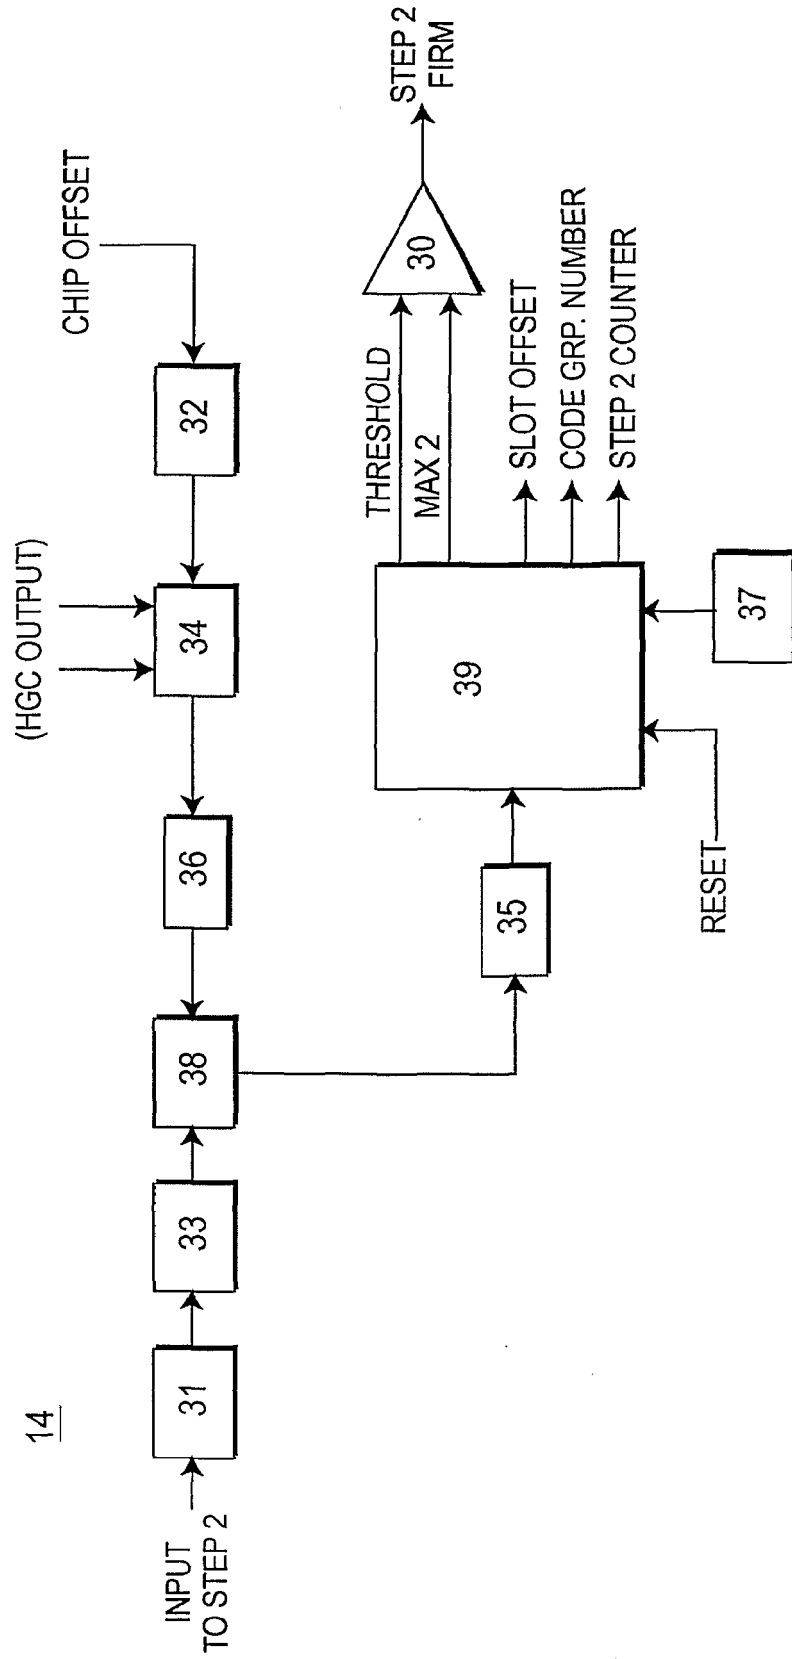 14
INPUT
TO STEP 2
31
33
38
36
34
32
(HGC OUTPUT)
CHIP OFFSET
35
39
RESET
37
THRESHOLD
MAX 2
30
STEP 2
FIRM
SLOT OFFSET
CODE GRP. NUMBER
STEP 2 COUNTER